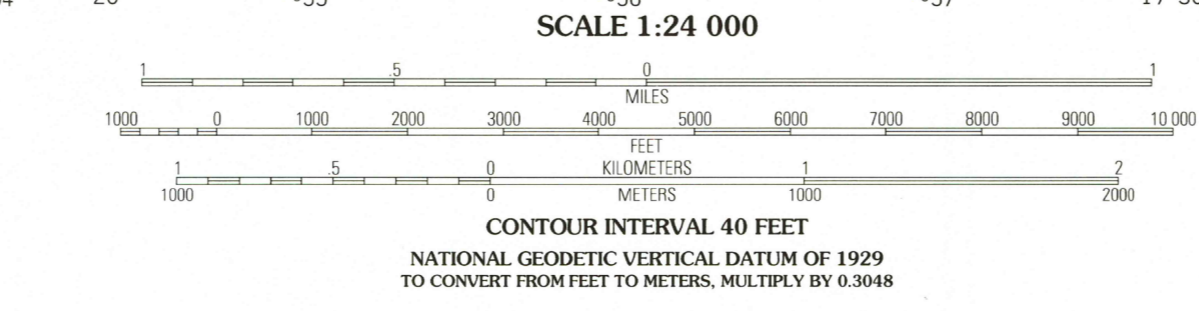 SCALE 1:24 000
1 .5 0 1
MILES
1000 0 1000 2000 3000 4000 5000 6000 7000 8000 9000 10 000
FEET
1 .5 0 KILOMETERS 1 2
1000 0 METERS 1000 2000
CONTOUR INTERVAL 40 FEET
NATIONAL GEODETIC VERTICAL DATUM OF 1929
TO CONVERT FROM FEET TO METERS, MULTIPLY BY 0.3048